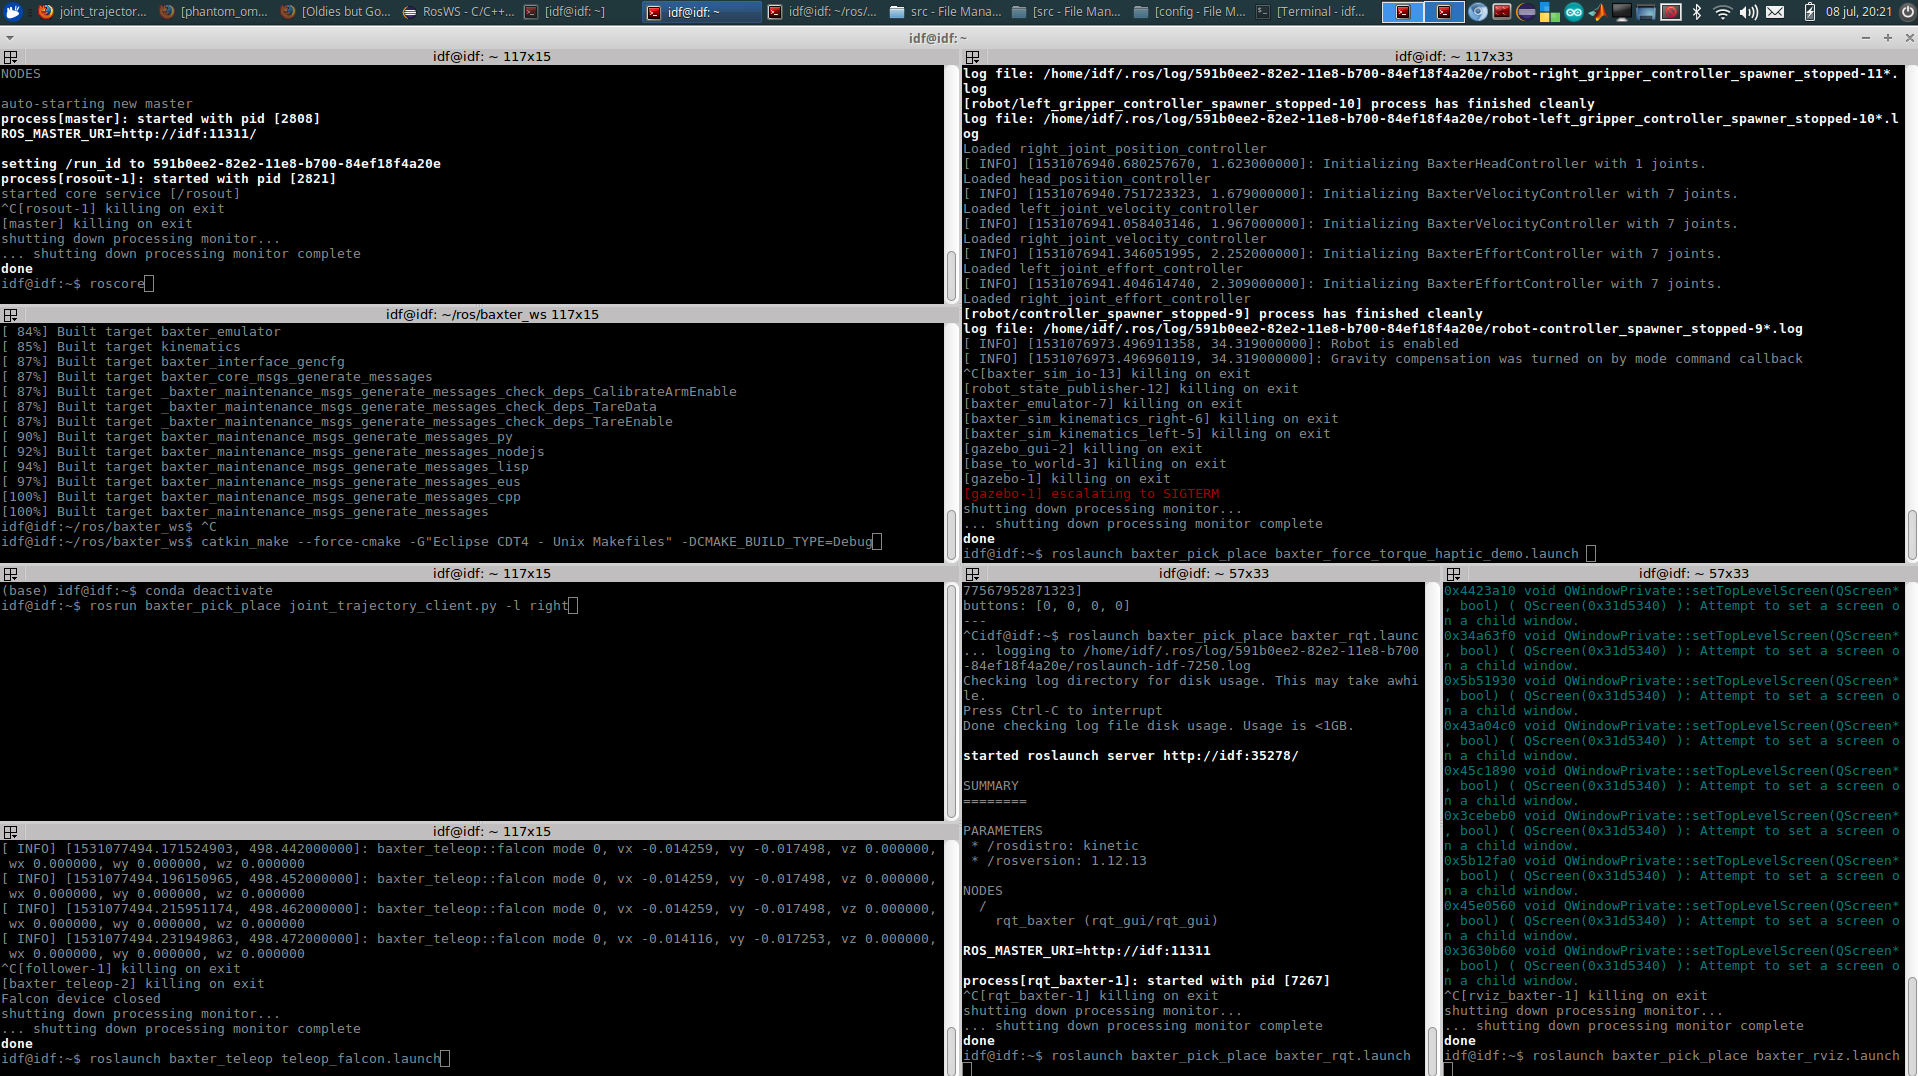 joint_trajector...
[phantom_om...
[Oldies but Go...
RosWS - C/C++...
[idf@idf: ~]
idf@idf: ~
idf@idf: ~/ros/...
src - File Mana...
[src - File Man...
[config - File M...
[Terminal - idf...
08 jul, 20:21
idf@idf: ~
idf@idf: ~ 117x15
NODES
auto-starting new master
process[master]: started with pid [2808]
ROS_MASTER_URI=http://idf:11311/
setting /run_id to 591b0ee2-82e2-11e8-b700-84ef18f4a20e
process[rosout-1]: started with pid [2821]
started core service [/rosout]
^C[rosout-1] killing on exit
[master] killing on exit
shutting down processing monitor...
... shutting down processing monitor complete
done
idf@idf:~$ roscore
idf@idf: ~/ros/baxter_ws 117x15
[ 84%] Built target baxter_emulator
[ 85%] Built target kinematics
[ 87%] Built target baxter_interface_gencfg
[ 87%] Built target baxter_core_msgs_generate_messages
[ 87%] Built target _baxter_maintenance_msgs_generate_messages_check_deps_CalibrateArmEnable
[ 87%] Built target _baxter_maintenance_msgs_generate_messages_check_deps_TareData
[ 87%] Built target _baxter_maintenance_msgs_generate_messages_check_deps_TareEnable
[ 90%] Built target baxter_maintenance_msgs_generate_messages_py
[ 92%] Built target baxter_maintenance_msgs_generate_messages_nodejs
[ 94%] Built target baxter_maintenance_msgs_generate_messages_lisp
[ 97%] Built target baxter_maintenance_msgs_generate_messages_eus
[100%] Built target baxter_maintenance_msgs_generate_messages_cpp
[100%] Built target baxter_maintenance_msgs_generate_messages
idf@idf:~/ros/baxter_ws$ ^C
idf@idf:~/ros/baxter_ws$ catkin_make --force-cmake -G"Eclipse CDT4 - Unix Makefiles" -DCMAKE_BUILD_TYPE=Debug
idf@idf: ~ 117x15
(base) idf@idf:~$ conda deactivate
idf@idf:~$ rosrun baxter_pick_place joint_trajectory_client.py -l right
idf@idf: ~ 117x15
[ INFO] [1531077494.171524903, 498.442000000]: baxter_teleop::falcon mode 0, vx -0.014259, vy -0.017498, vz 0.000000,
 wx 0.000000, wy 0.000000, wz 0.000000
[ INFO] [1531077494.196150965, 498.452000000]: baxter_teleop::falcon mode 0, vx -0.014259, vy -0.017498, vz 0.000000,
 wx 0.000000, wy 0.000000, wz 0.000000
[ INFO] [1531077494.215951174, 498.462000000]: baxter_teleop::falcon mode 0, vx -0.014259, vy -0.017498, vz 0.000000,
 wx 0.000000, wy 0.000000, wz 0.000000
[ INFO] [1531077494.231949863, 498.472000000]: baxter_teleop::falcon mode 0, vx -0.014116, vy -0.017253, vz 0.000000,
 wx 0.000000, wy 0.000000, wz 0.000000
^C[follower-1] killing on exit
[baxter_teleop-2] killing on exit
Falcon device closed
shutting down processing monitor...
... shutting down processing monitor complete
done
idf@idf:~$ roslaunch baxter_teleop teleop_falcon.launch
idf@idf: ~ 117x33
log file: /home/idf/.ros/log/591b0ee2-82e2-11e8-b700-84ef18f4a20e/robot-right_gripper_controller_spawner_stopped-11*.
log
[robot/left_gripper_controller_spawner_stopped-10] process has finished cleanly
log file: /home/idf/.ros/log/591b0ee2-82e2-11e8-b700-84ef18f4a20e/robot-left_gripper_controller_spawner_stopped-10*.l
og
Loaded right_joint_position_controller
[ INFO] [1531076940.680257670, 1.623000000]: Initializing BaxterHeadController with 1 joints.
Loaded head_position_controller
[ INFO] [1531076940.751723323, 1.679000000]: Initializing BaxterVelocityController with 7 joints.
Loaded left_joint_velocity_controller
[ INFO] [1531076941.058403146, 1.967000000]: Initializing BaxterVelocityController with 7 joints.
Loaded right_joint_velocity_controller
[ INFO] [1531076941.346051995, 2.252000000]: Initializing BaxterEffortController with 7 joints.
Loaded left_joint_effort_controller
[ INFO] [1531076941.404614740, 2.309000000]: Initializing BaxterEffortController with 7 joints.
Loaded right_joint_effort_controller
[robot/controller_spawner_stopped-9] process has finished cleanly
log file: /home/idf/.ros/log/591b0ee2-82e2-11e8-b700-84ef18f4a20e/robot-controller_spawner_stopped-9*.log
[ INFO] [1531076973.496911358, 34.319000000]: Robot is enabled
[ INFO] [1531076973.496960119, 34.319000000]: Gravity compensation was turned on by mode command callback
^C[baxter_sim_io-13] killing on exit
[robot_state_publisher-12] killing on exit
[baxter_emulator-7] killing on exit
[baxter_sim_kinematics_right-6] killing on exit
[baxter_sim_kinematics_left-5] killing on exit
[gazebo_gui-2] killing on exit
[base_to_world-3] killing on exit
[gazebo-1] killing on exit
[gazebo-1] escalating to SIGTERM
shutting down processing monitor...
... shutting down processing monitor complete
done
idf@idf:~$ roslaunch baxter_pick_place baxter_force_torque_haptic_demo.launch
idf@idf: ~ 57x33
77567952871323]
buttons: [0, 0, 0, 0]
---
^Cidf@idf:~$ roslaunch baxter_pick_place baxter_rqt.launc
... logging to /home/idf/.ros/log/591b0ee2-82e2-11e8-b700
-84ef18f4a20e/roslaunch-idf-7250.log
Checking log directory for disk usage. This may take awhi
le.
Press Ctrl-C to interrupt
Done checking log file disk usage. Usage is <1GB.
started roslaunch server http://idf:35278/
SUMMARY
========
PARAMETERS
 * /rosdistro: kinetic
 * /rosversion: 1.12.13
NODES
  /
    rqt_baxter (rqt_gui/rqt_gui)
ROS_MASTER_URI=http://idf:11311
process[rqt_baxter-1]: started with pid [7267]
^C[rqt_baxter-1] killing on exit
shutting down processing monitor...
... shutting down processing monitor complete
done
idf@idf:~$ roslaunch baxter_pick_place baxter_rqt.launch
idf@idf: ~ 57x33
0x4423a10 void QWindowPrivate::setTopLevelScreen(QScreen*
, bool) ( QScreen(0x31d5340) ): Attempt to set a screen o
n a child window.
0x34a63f0 void QWindowPrivate::setTopLevelScreen(QScreen*
, bool) ( QScreen(0x31d5340) ): Attempt to set a screen o
n a child window.
0x5b51930 void QWindowPrivate::setTopLevelScreen(QScreen*
, bool) ( QScreen(0x31d5340) ): Attempt to set a screen o
n a child window.
0x43a04c0 void QWindowPrivate::setTopLevelScreen(QScreen*
, bool) ( QScreen(0x31d5340) ): Attempt to set a screen o
n a child window.
0x45c1890 void QWindowPrivate::setTopLevelScreen(QScreen*
, bool) ( QScreen(0x31d5340) ): Attempt to set a screen o
n a child window.
0x3cebeb0 void QWindowPrivate::setTopLevelScreen(QScreen*
, bool) ( QScreen(0x31d5340) ): Attempt to set a screen o
n a child window.
0x5b12fa0 void QWindowPrivate::setTopLevelScreen(QScreen*
, bool) ( QScreen(0x31d5340) ): Attempt to set a screen o
n a child window.
0x45e0560 void QWindowPrivate::setTopLevelScreen(QScreen*
, bool) ( QScreen(0x31d5340) ): Attempt to set a screen o
n a child window.
0x3630b60 void QWindowPrivate::setTopLevelScreen(QScreen*
, bool) ( QScreen(0x31d5340) ): Attempt to set a screen o
n a child window.
^C[rviz_baxter-1] killing on exit
shutting down processing monitor...
... shutting down processing monitor complete
done
idf@idf:~$ roslaunch baxter_pick_place baxter_rviz.launch